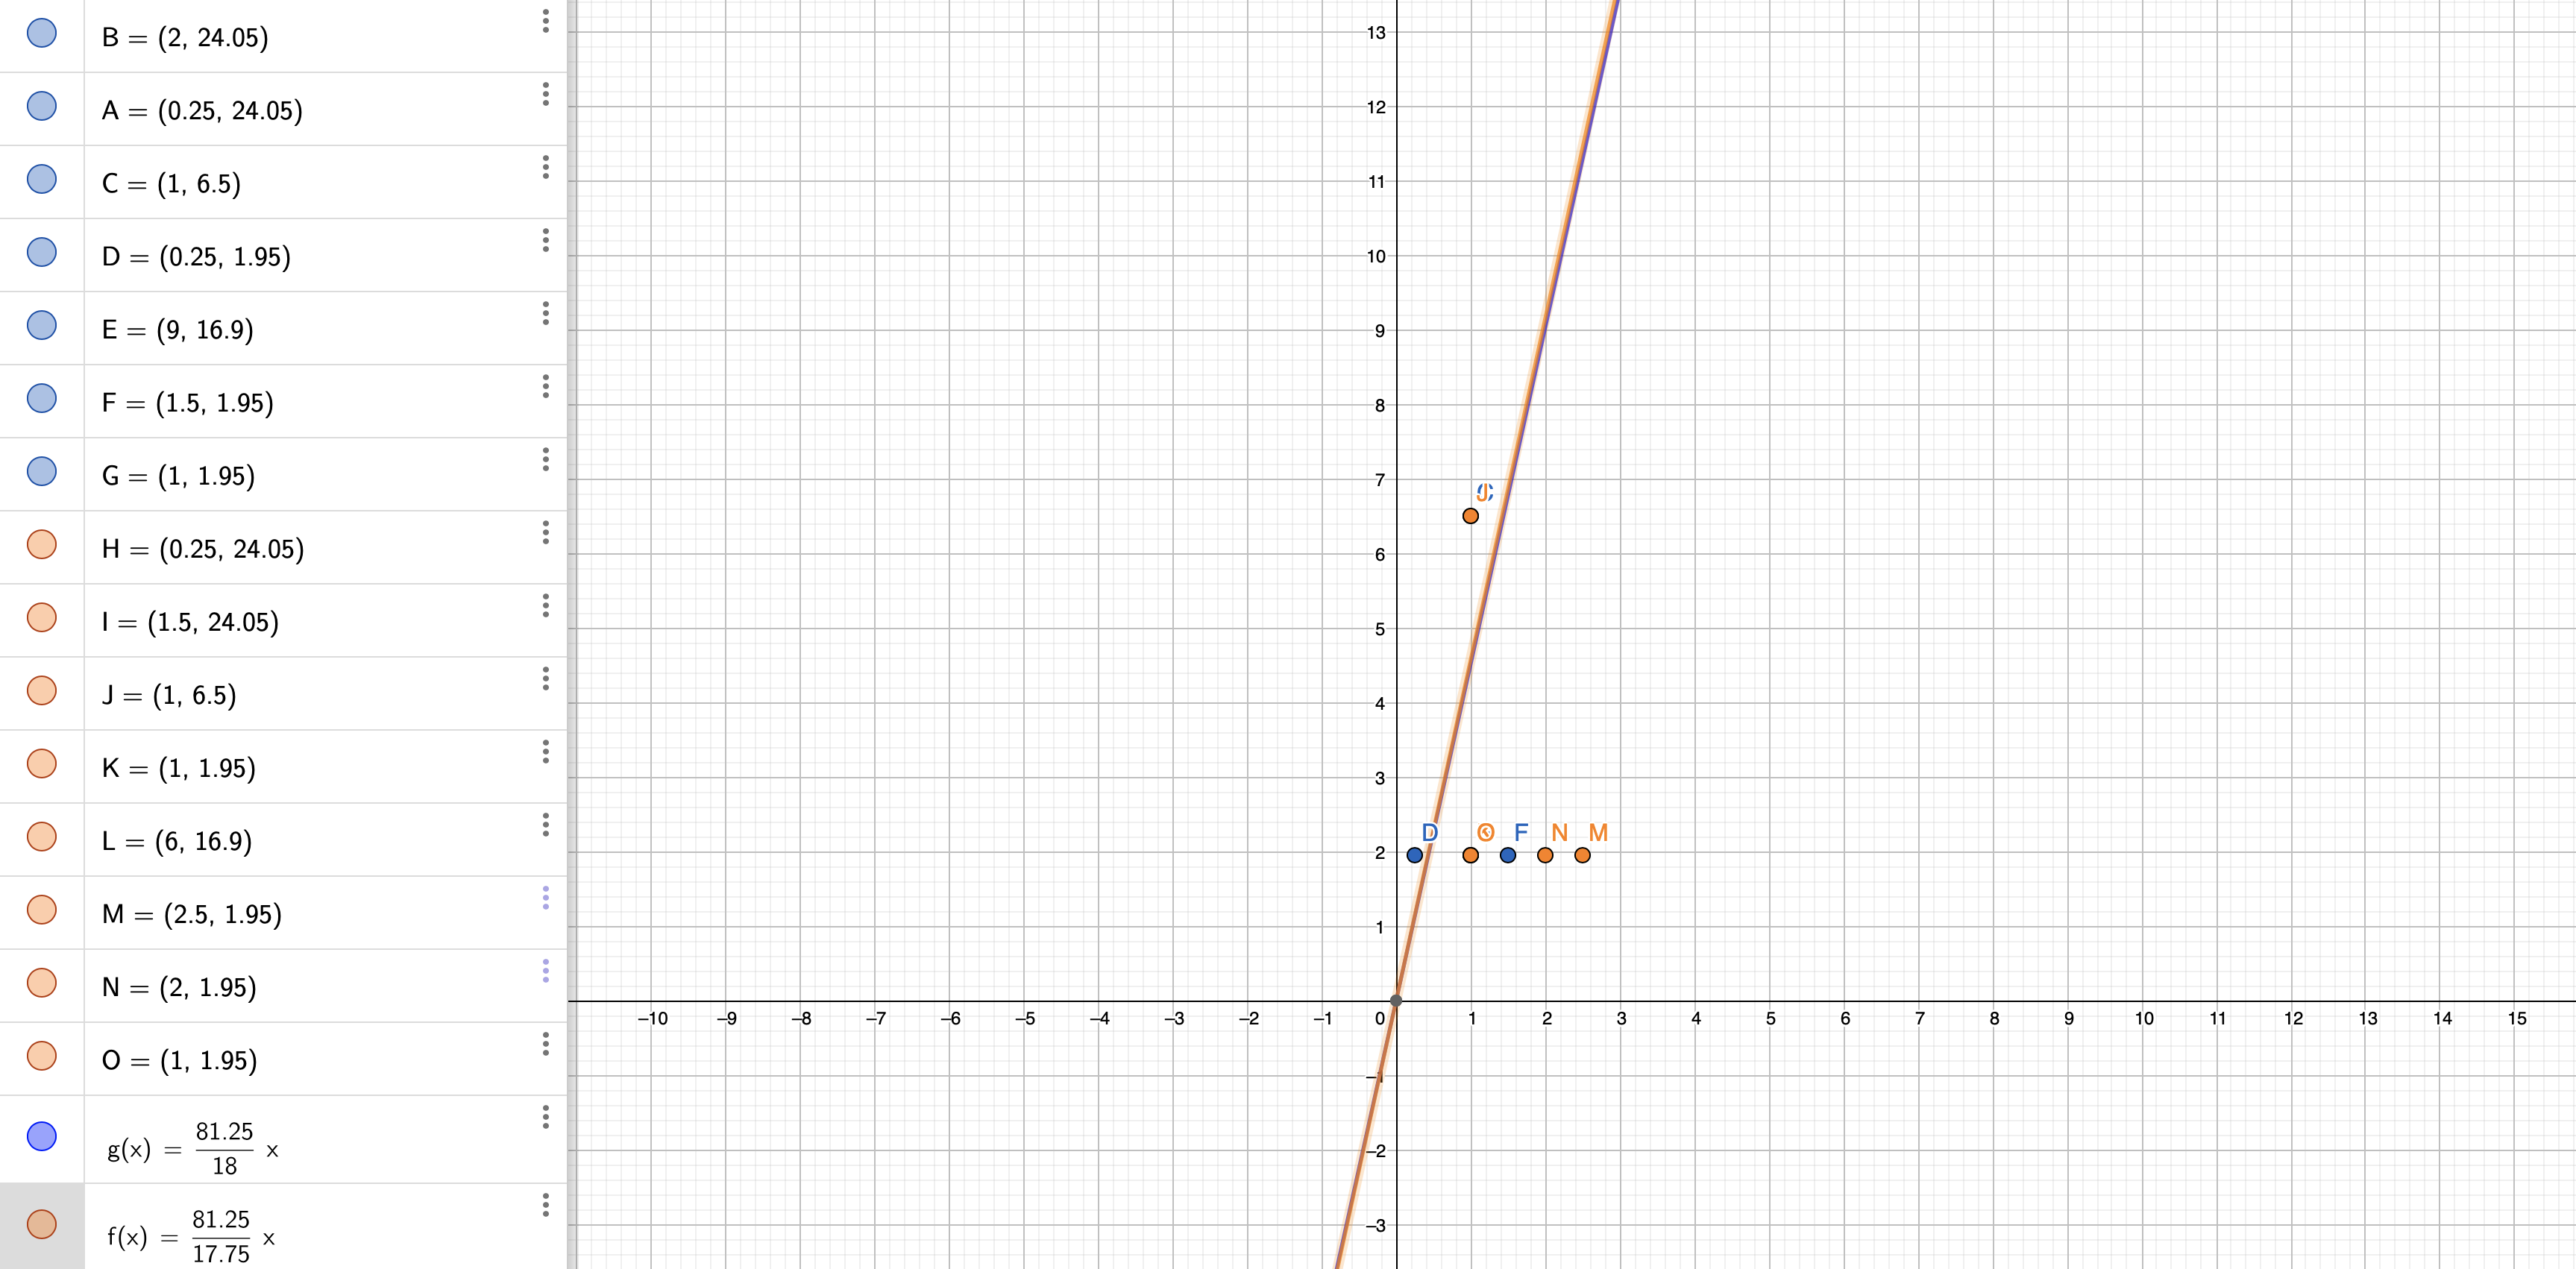 B = (2, 24.05)
A = (0.25, 24.05)
C = (1, 6.5)
D = (0.25, 1.95)
E = (9, 16.9)
F = (1.5, 1.95)
G = (1, 1.95)
H = (0.25, 24.05)
I = (1.5, 24.05)
J = (1, 6.5)
K = (1, 1.95)
L = (6, 16.9)
M = (2.5, 1.95)
N = (2, 1.95)
O = (1, 1.95)
g(x) = 81.25/18 x
f(x) = 81.25/17.75 x
13
12
11
10
9
8
7
J
6
5
4
3
D F N M
2
1
–10 –9 –8 –7 –6 –5 –4 –3 –2 –1 0 1 2 3 4 5 6 7 8 9 10 11 12 13 14 15
–1
–2
–3